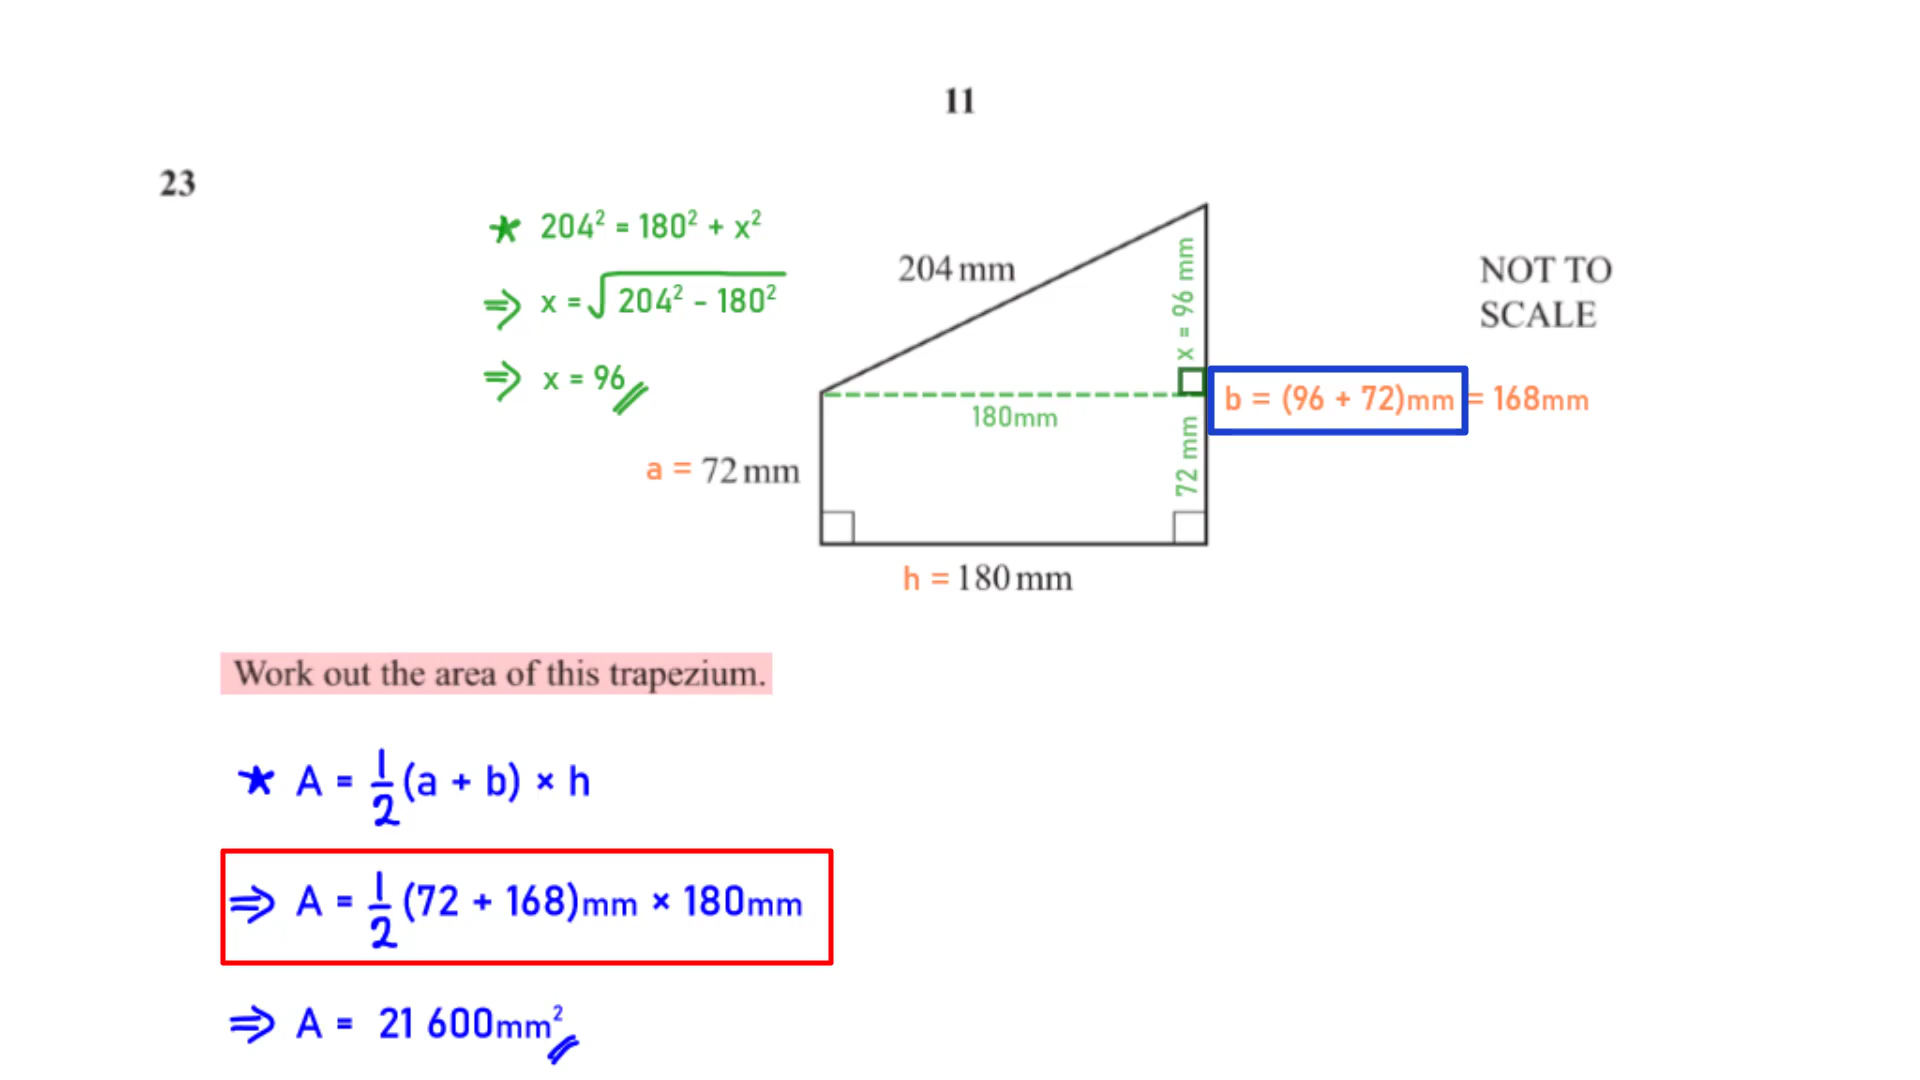 11
23
* 204² = 180² + x²
⇒ x = √204² - 180²
⇒ x = 96
204 mm
x = 96 mm
NOT TO
SCALE
180mm
b = (96 + 72)mm = 168mm
72 mm
a = 72 mm
h = 180 mm
Work out the area of this trapezium.
* A = 1/2 (a + b) × h
⇒ A = 1/2 (72 + 168)mm × 180mm
⇒ A = 21 600mm²